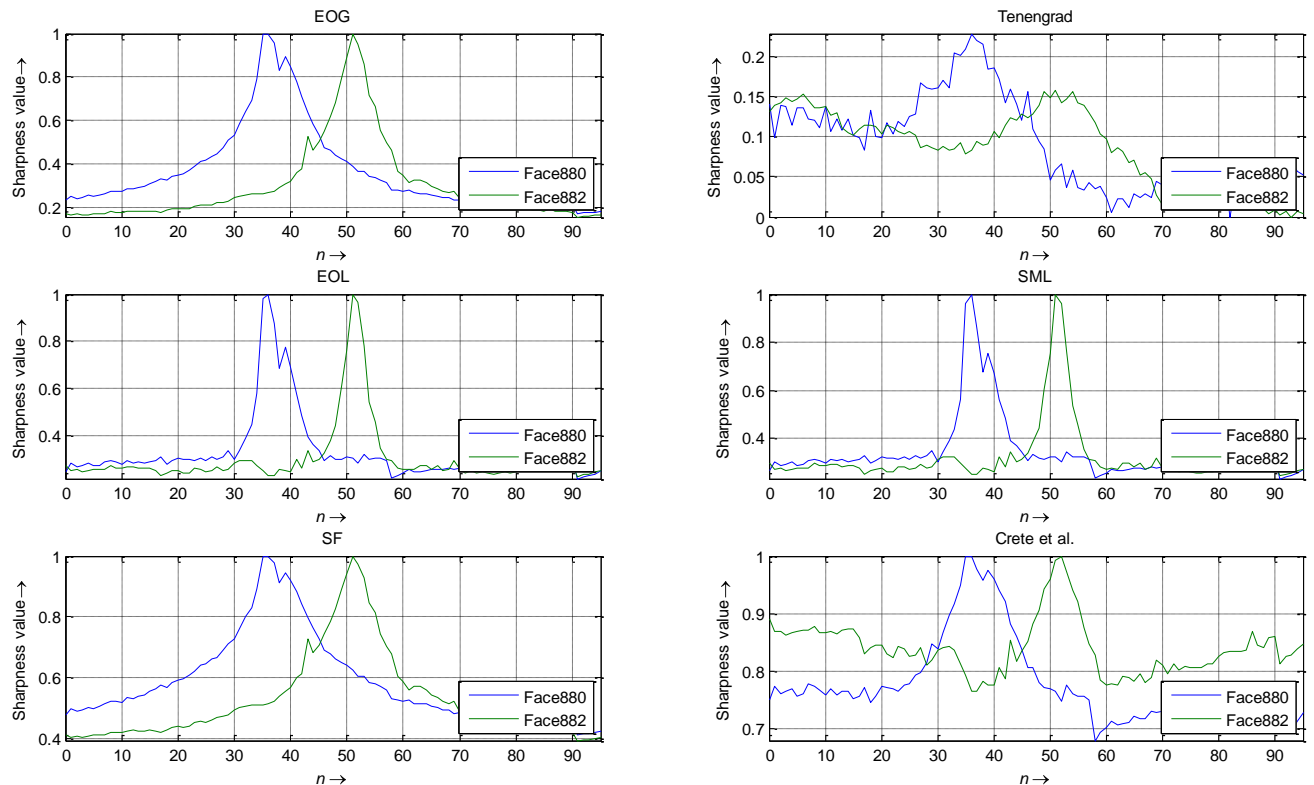 EOG
Sharpness value→
1
0.8
0.6
0.4
0.2
0 10 20 30 40 50 60 70 80 90
n →
Face880
Face882
Tenengrad
Sharpness value→
0.2
0.15
0.1
0.05
0
0 10 20 30 40 50 60 70 80 90
n →
Face880
Face882
EOL
Sharpness value→
1
0.8
0.6
0.4
0 10 20 30 40 50 60 70 80 90
n →
Face880
Face882
SML
Sharpness value→
1
0.8
0.6
0.4
0 10 20 30 40 50 60 70 80 90
n →
Face880
Face882
SF
Sharpness value→
1
0.8
0.6
0.4
0 10 20 30 40 50 60 70 80 90
n →
Face880
Face882
Crete et al.
Sharpness value→
1
0.9
0.8
0.7
0 10 20 30 40 50 60 70 80 90
n →
Face880
Face882